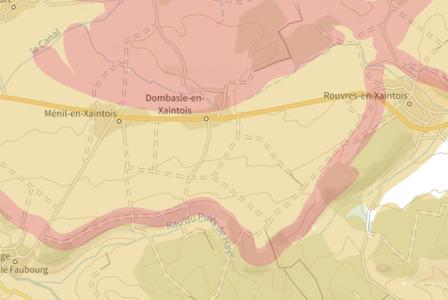 le Canal
Dombasle-en-
Xaintois
Rouvres-en-Xaintois
Ménil-en-Xaintois
Rau du Puits de Haye
le Faubourg